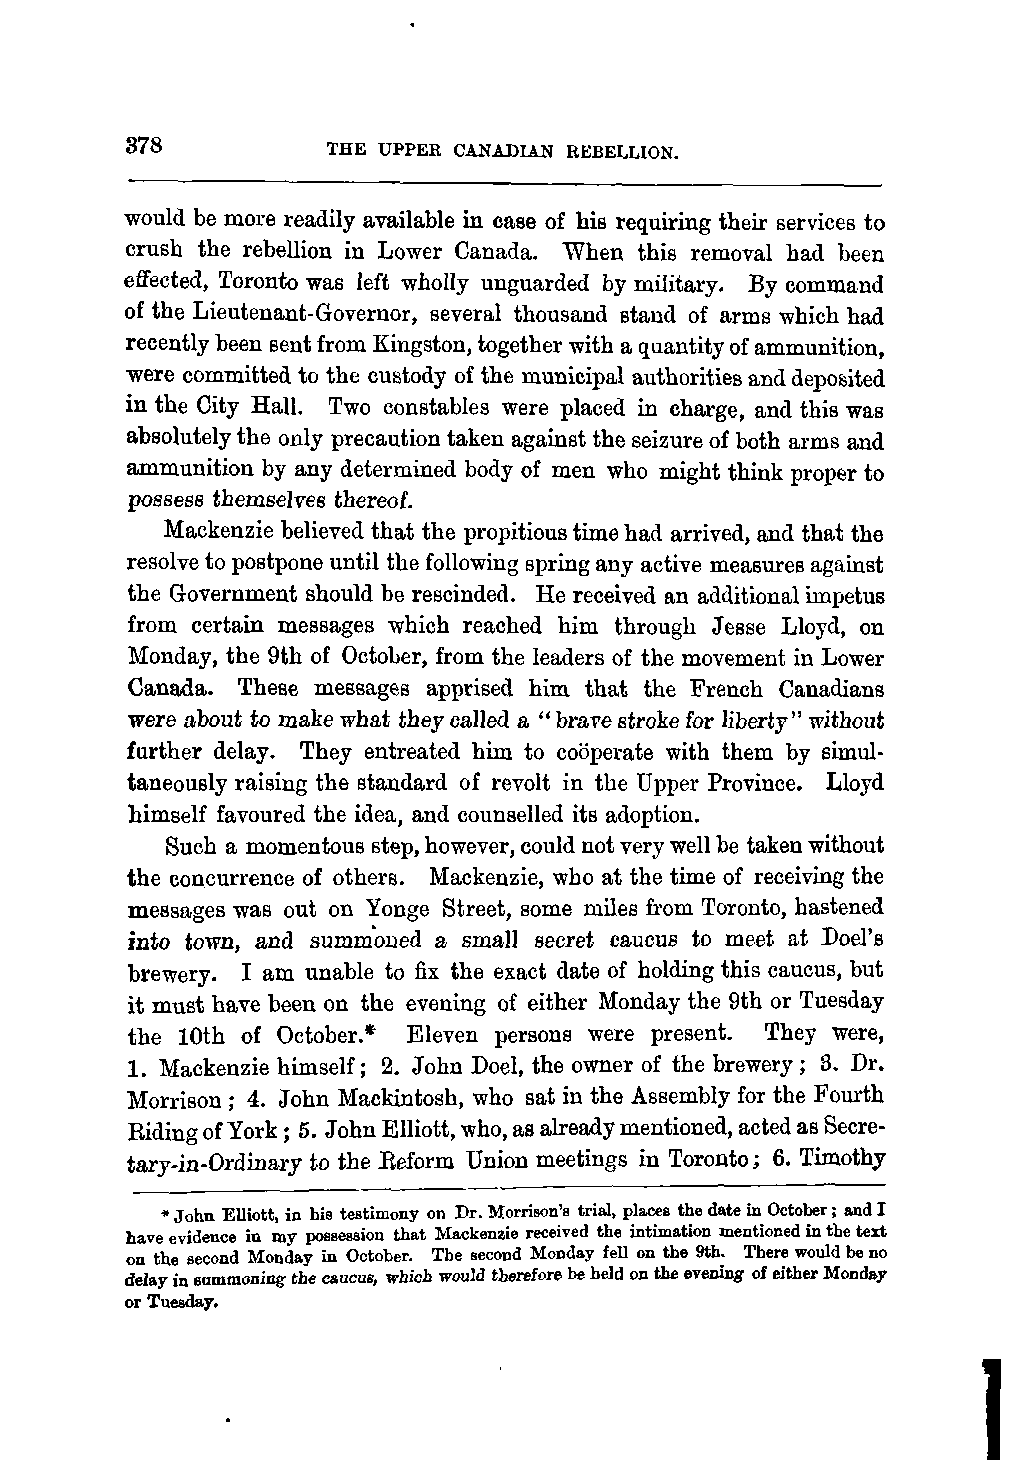 378 THE UPPER CANADIAN REBELLION.
would be more readily available in case of his requiring their services to
crush the rebellion in Lower Canada. When this removal had been
effected, Toronto was left wholly unguarded by military. By command
of the Lieutenant-Governor, several thousand stand of arms which had
recently been sent from Kingston, together with a quantity of ammunition,
were committed to the custody of the municipal authorities and deposited
in the City Hall. Two constables were placed in charge, and this was
absolutely the only precaution taken against the seizure of both arms and
ammunition by any determined body of men who might think proper to
possess themselves thereof.
Mackenzie believed that the propitious time had arrived, and that the
resolve to postpone until the following spring any active measures against
the Government should be rescinded. He received an additional impetus
from certain messages which reached him through Jesse Lloyd, on
Monday, the 9th of October, from the leaders of the movement in Lower
Canada. These messages apprised him that the French Canadians
were about to make what they called a "brave stroke for liberty" without
further delay. They entreated him to coöperate with them by simul-
taneously raising the standard of revolt in the Upper Province. Lloyd
himself favoured the idea, and counselled its adoption.
Such a momentous step, however, could not very well be taken without
the concurrence of others. Mackenzie, who at the time of receiving the
messages was out on Yonge Street, some miles from Toronto, hastened
into town, and summoned a small secret caucus to meet at Doel's
brewery. I am unable to fix the exact date of holding this caucus, but
it must have been on the evening of either Monday the 9th or Tuesday
the 10th of October.* Eleven persons were present. They were,
1. Mackenzie himself; 2. John Doel, the owner of the brewery; 3. Dr.
Morrison; 4. John Mackintosh, who sat in the Assembly for the Fourth
Riding of York; 5. John Elliott, who, as already mentioned, acted as Secre-
tary-in-Ordinary to the Reform Union meetings in Toronto; 6. Timothy
* John Elliott, in his testimony on Dr. Morrison's trial, places the date in October; and I
have evidence in my possession that Mackenzie received the intimation mentioned in the text
on the second Monday in October. The second Monday fell on the 9th. There would be no
delay in summoning the caucus, which would therefore be held on the evening of either Monday
or Tuesday.